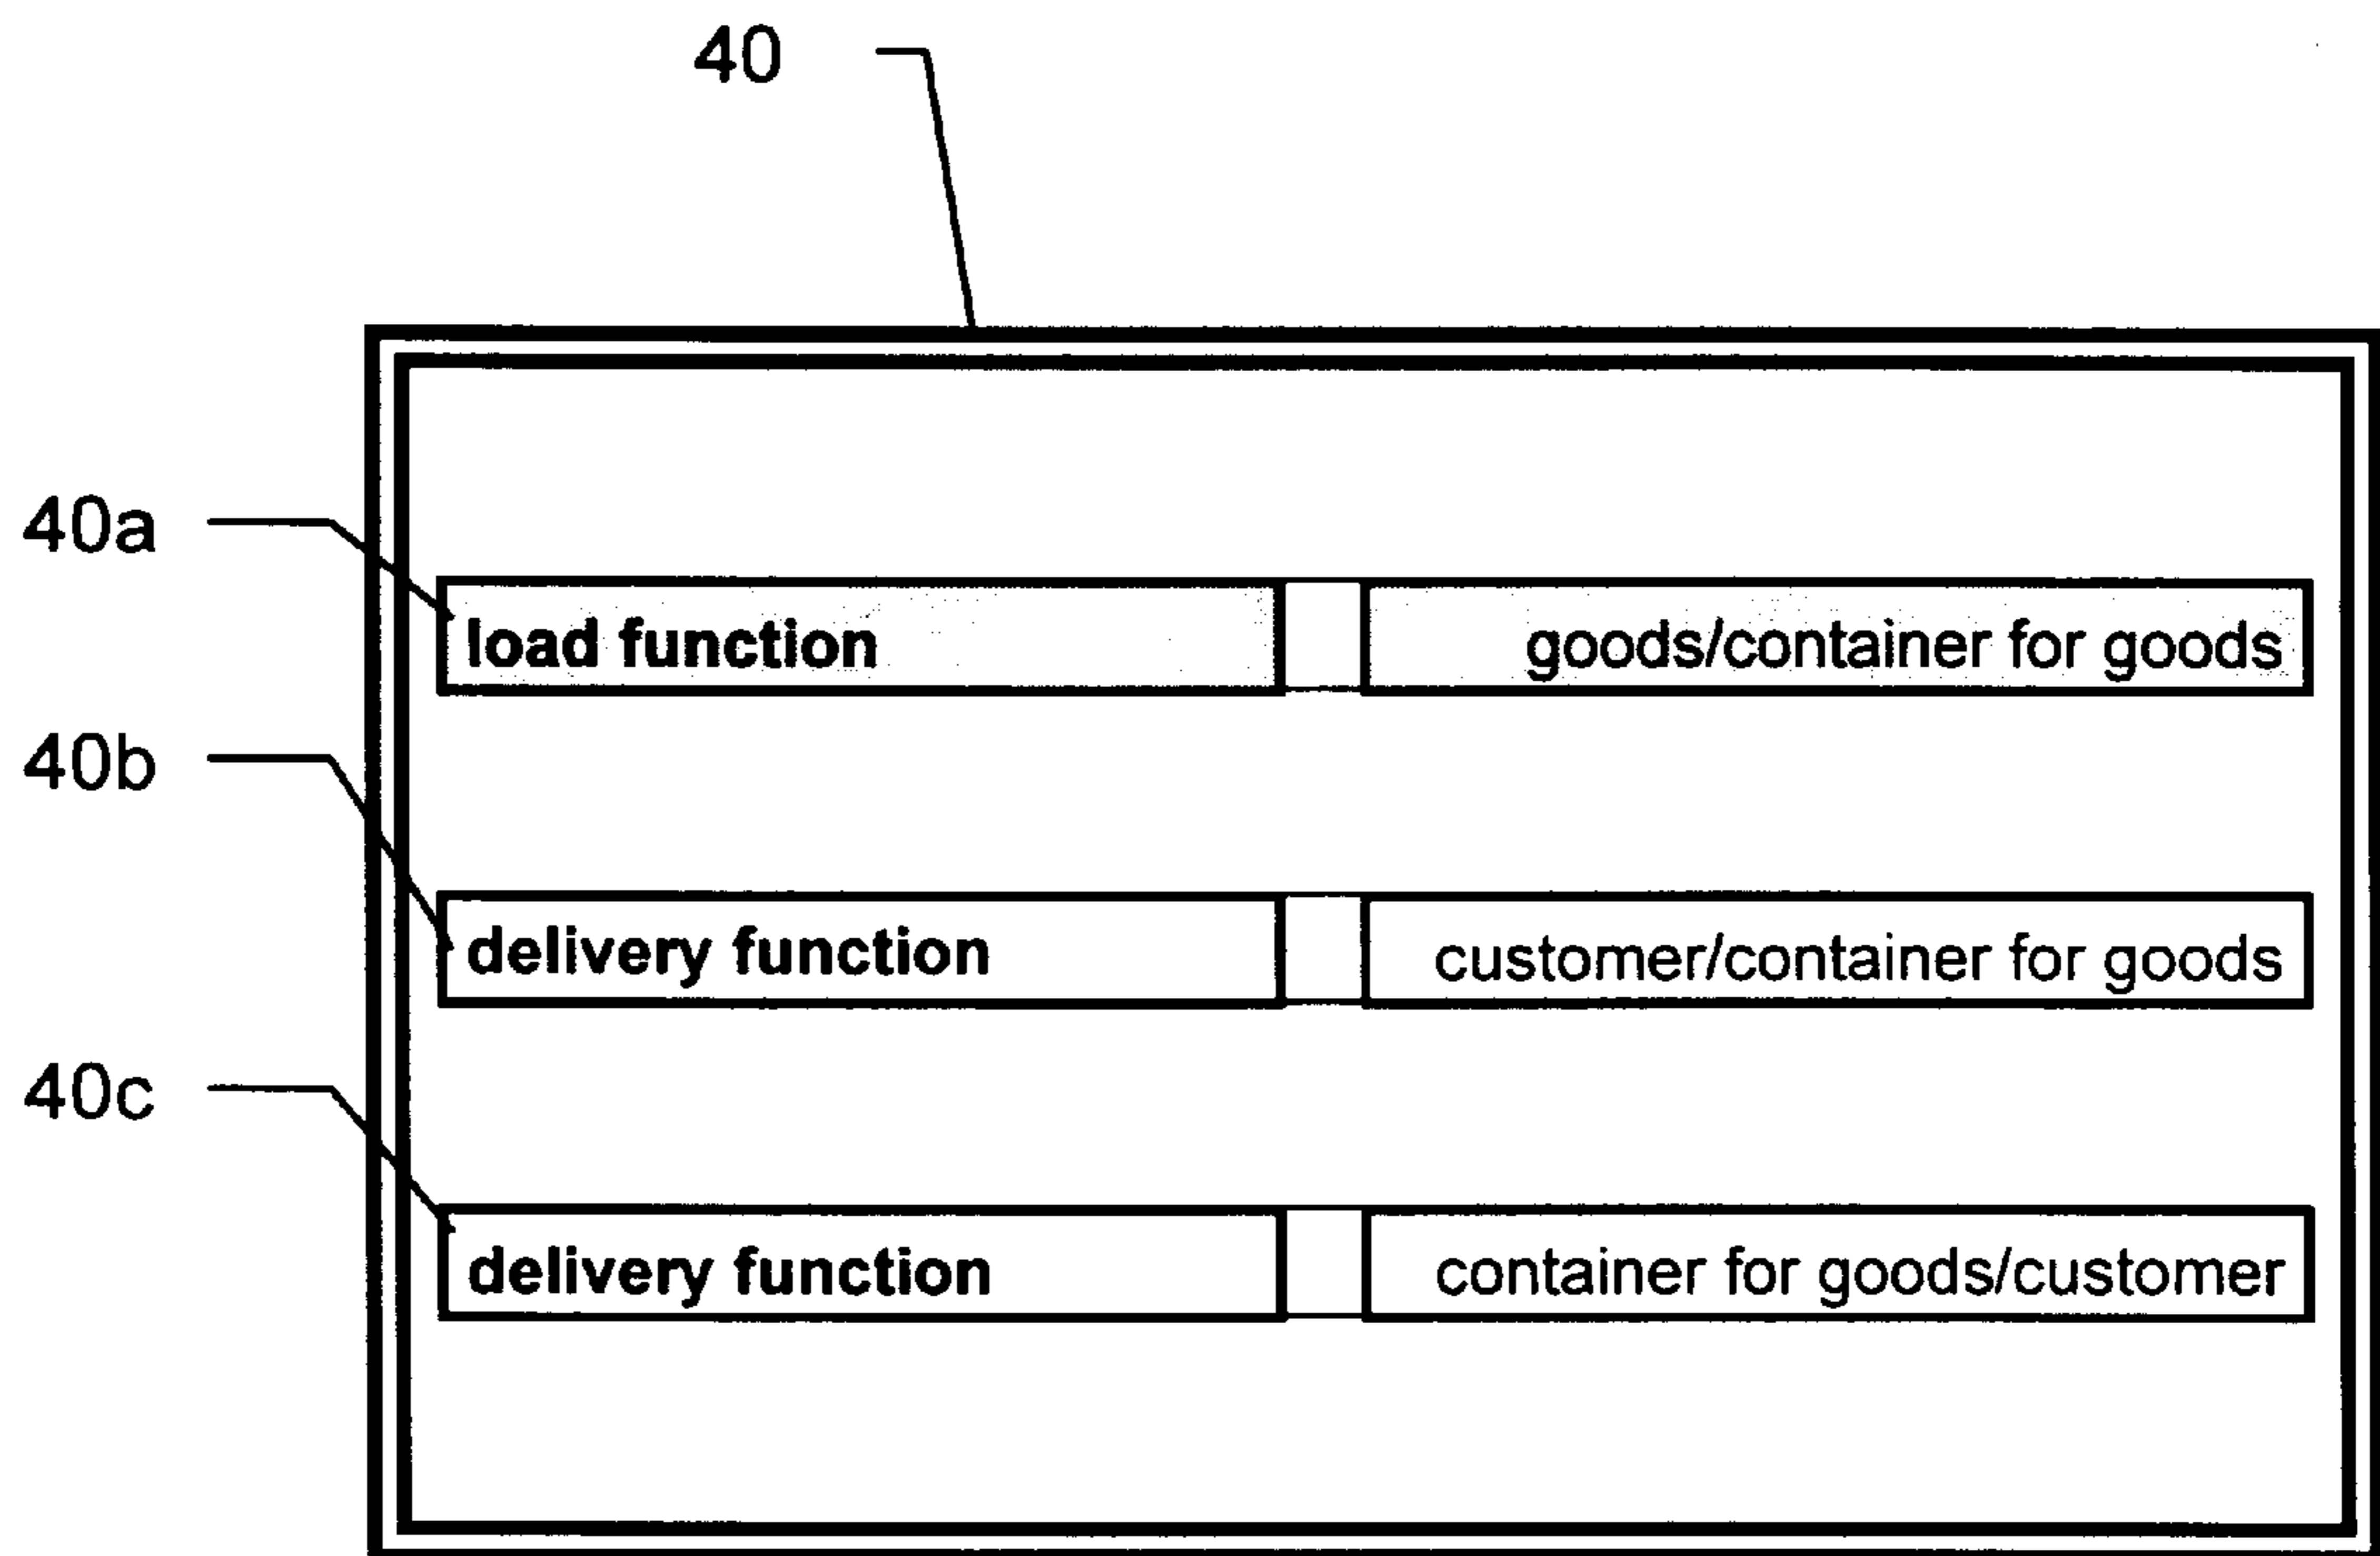 40
40a
load function goods/container for goods
40b
delivery function customer/container for goods
40c
delivery function container for goods/customer